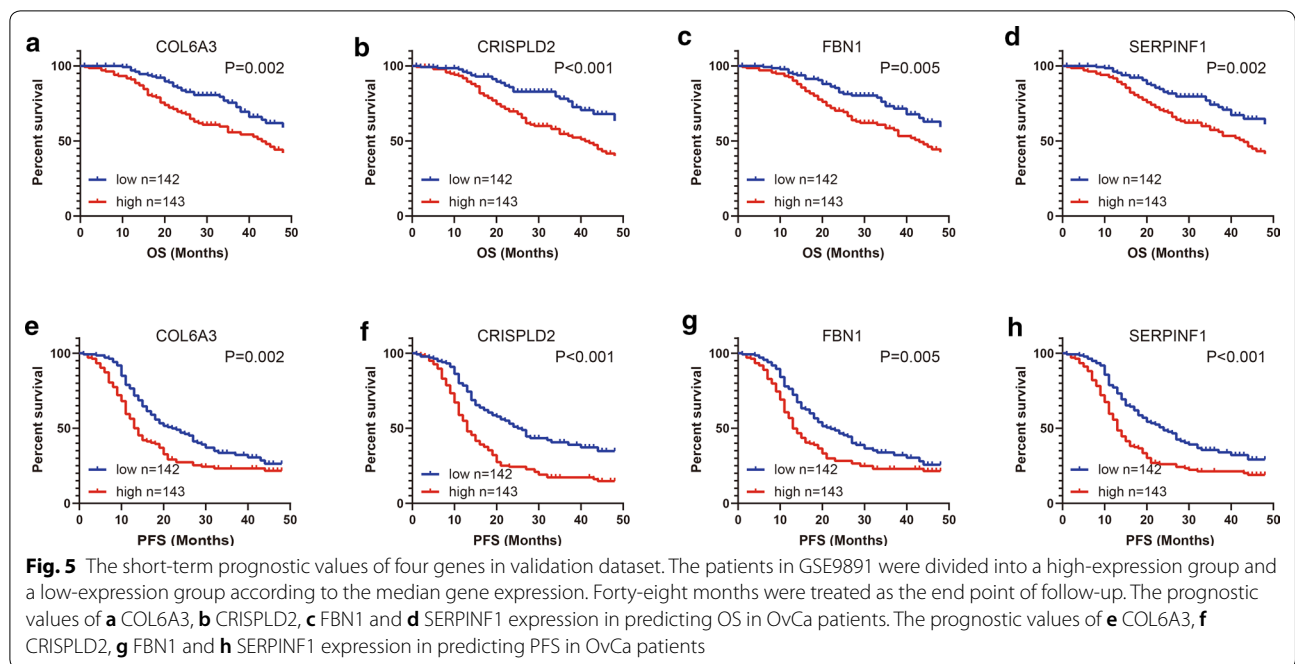 a
COL6A3
P=0.002
Percent survival
100
50
0
low n=142
high n=143
0 10 20 30 40 50
OS (Months)
b
CRISPLD2
P<0.001
Percent survival
100
50
0
low n=142
high n=143
0 10 20 30 40 50
OS (Months)
c
FBN1
P=0.005
Percent survival
100
50
0
low n=142
high n=143
0 10 20 30 40 50
OS (Months)
d
SERPINF1
P=0.002
Percent survival
100
50
0
low n=142
high n=143
0 10 20 30 40 50
OS (Months)
e
COL6A3
P=0.002
Percent survival
100
50
0
low n=142
high n=143
0 10 20 30 40 50
PFS (Months)
f
CRISPLD2
P<0.001
Percent survival
100
50
0
low n=142
high n=143
0 10 20 30 40 50
PFS (Months)
g
FBN1
P=0.005
Percent survival
100
50
0
low n=142
high n=143
0 10 20 30 40 50
PFS (Months)
h
SERPINF1
P<0.001
Percent survival
100
50
0
low n=142
high n=143
0 10 20 30 40 50
PFS (Months)
Fig. 5 The short-term prognostic values of four genes in validation dataset. The patients in GSE9891 were divided into a high-expression group and
a low-expression group according to the median gene expression. Forty-eight months were treated as the end point of follow-up. The prognostic
values of a COL6A3, b CRISPLD2, c FBN1 and d SERPINF1 expression in predicting OS in OvCa patients. The prognostic values of e COL6A3, f
CRISPLD2, g FBN1 and h SERPINF1 expression in predicting PFS in OvCa patients